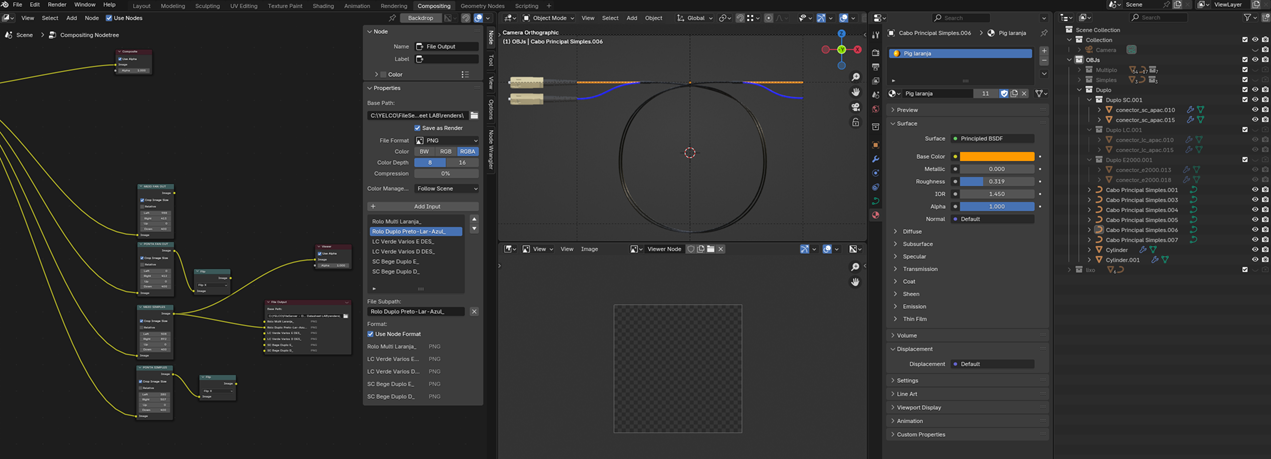 File Edit Render Window Help
Layout Modeling Sculpting UV Editing Texture Paint Shading Animation Rendering Compositing Geometry Nodes Scripting
Scene ViewLayer
View Select Add Node Use Nodes
Backdrop
Scene > Compositing Nodetree
Node
Name File Output
Label
Color
Properties
Base Path:
C:\YELCO\FileSe...eet LAB\renders\
Save as Render
File Format PNG
Color BW RGB RGBA
Color Depth 8 16
Compression 0%
Color Manage... Follow Scene
Add Input
Rolo Multi Laranja_
Rolo Duplo Preto-Lar-Azul_
LC Verde Varios E DES_
LC Verde Varios D DES_
SC Bege Duplo E_
SC Bege Duplo D_
File Subpath:
Rolo Duplo Preto-Lar-Azul_
Format:
Use Node Format
Rolo Multi Laranja_ PNG
LC Verde Varios E... PNG
LC Verde Varios D... PNG
SC Bege Duplo E_ PNG
SC Bege Duplo D_ PNG
Node
Tool
View
Options
Node Wrangler
Object Mode View Select Add Object Global
Camera Orthographic
(1) OBJs | Cabo Principal Simples.006
View View Image Viewer Node
Search
Cabo Principal Simples.006 > Pig laranja
Pig laranja
Pig laranja 11
Preview
Surface
Surface Principled BSDF
Base Color
Metallic 0.000
Roughness 0.319
IOR 1.450
Alpha 1.000
Normal Default
Diffuse
Subsurface
Specular
Transmission
Coat
Sheen
Emission
Thin Film
Volume
Displacement
Displacement Default
Settings
Line Art
Viewport Display
Animation
Custom Properties
Search
Scene Collection
Collection
Camera
OBJs
Multiplo
Simples
Duplo
Duplo SC.001
conector_sc_apac.010
conector_sc_apac.015
Duplo LC.001
conector_lc_apac.010
conector_lc_apac.015
Duplo E2000.001
conector_e2000.013
conector_e2000.018
Cabo Principal Simples.001
Cabo Principal Simples.003
Cabo Principal Simples.004
Cabo Principal Simples.005
Cabo Principal Simples.006
Cabo Principal Simples.007
Cylinder
Cylinder.001
lixo